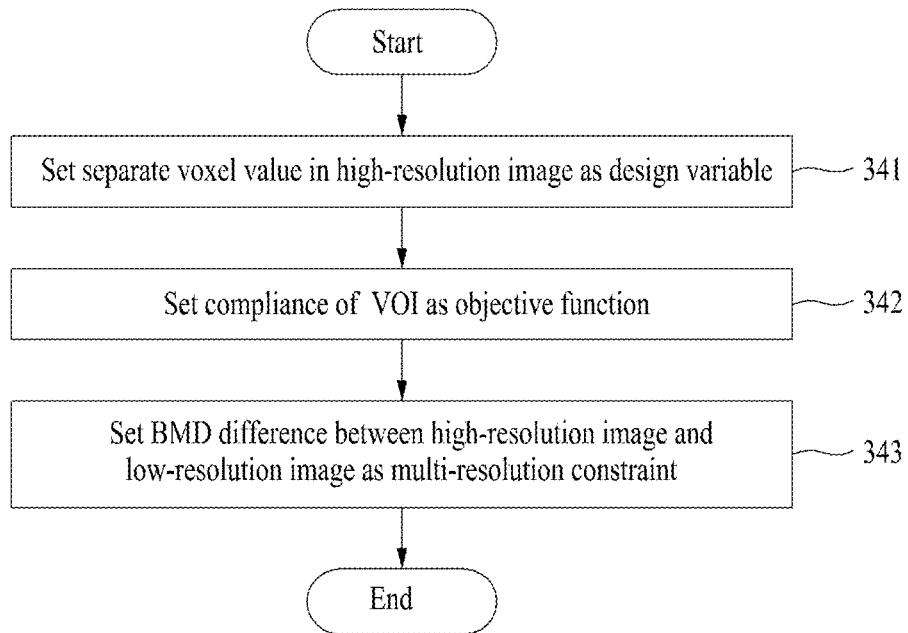 Start
Set separate voxel value in high-resolution image as design variable
341
Set compliance of VOI as objective function
342
Set BMD difference between high-resolution image and
low-resolution image as multi-resolution constraint
343
End